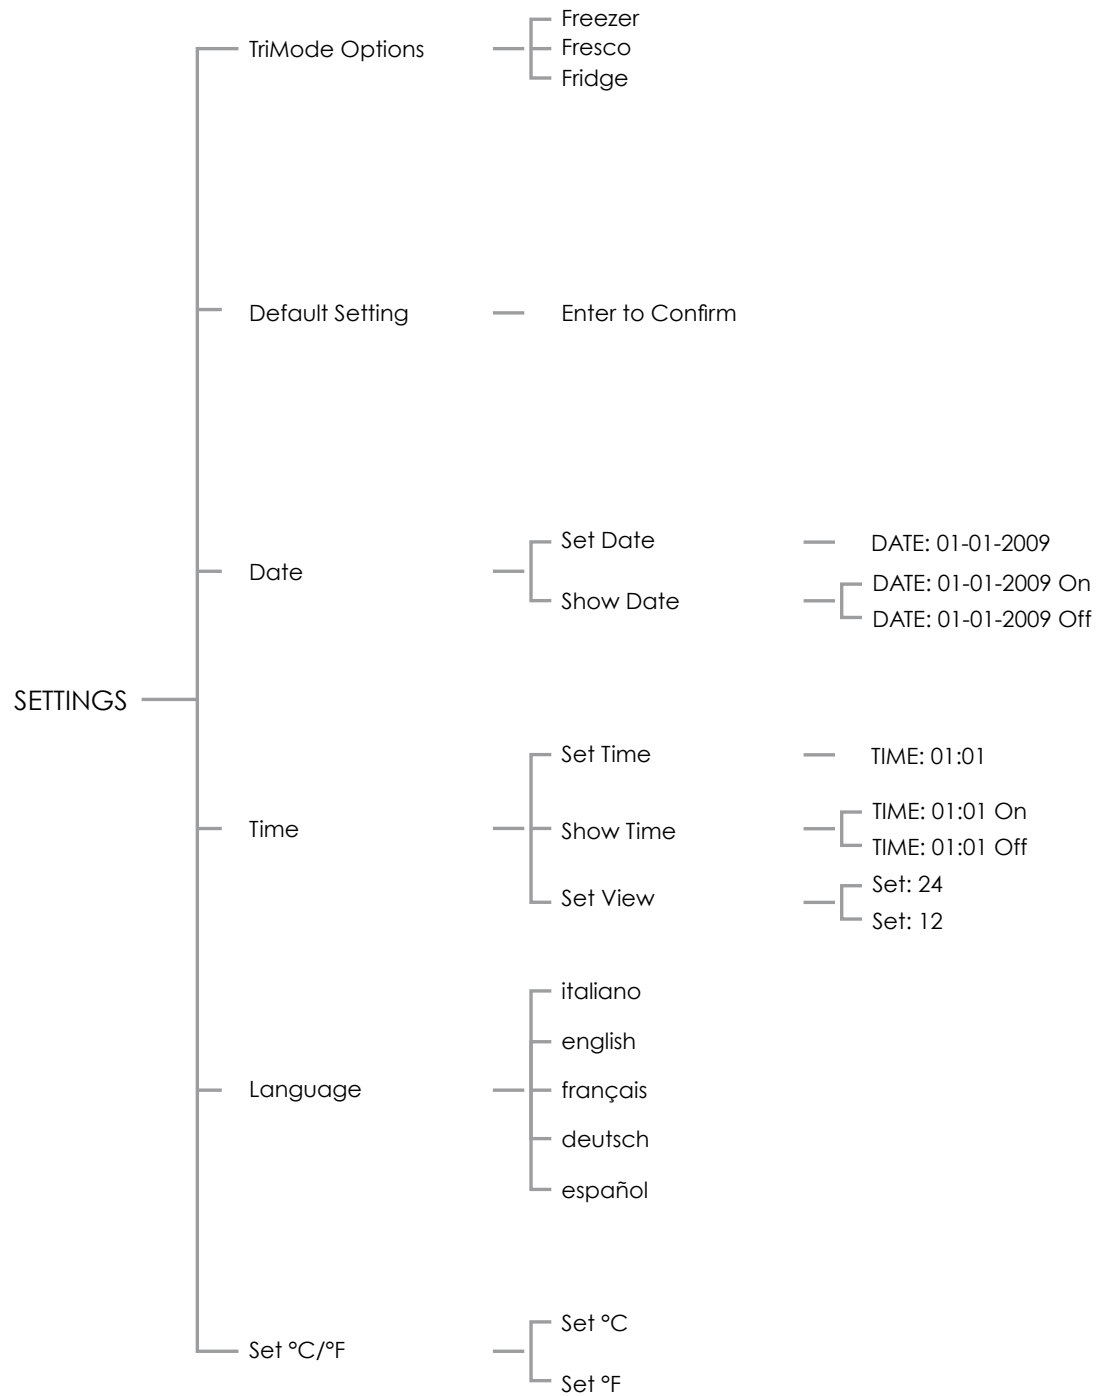 TriMode Options
Freezer
Fresco
Fridge
Default Setting
Enter to Confirm
Date
Set Date
DATE: 01-01-2009
Show Date
DATE: 01-01-2009 On
DATE: 01-01-2009 Off
SETTINGS
Time
Set Time
TIME: 01:01
Show Time
TIME: 01:01 On
TIME: 01:01 Off
Set View
Set: 24
Set: 12
Language
italiano
english
français
deutsch
español
Set °C/°F
Set °C
Set °F